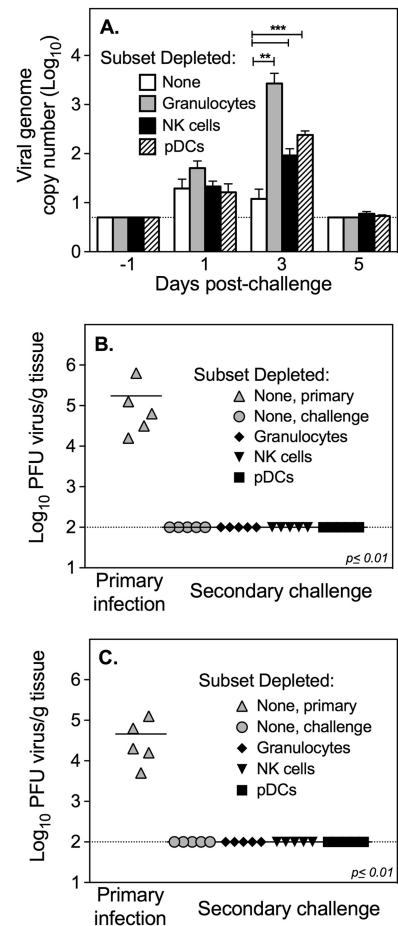 A.
Subset Depleted:
None
Granulocytes
NK cells
pDCs
**
***
Viral genome
copy number (Log10)
4
3
2
1
0
-1 1 3 5
Days post-challenge
B.
Subset Depleted:
None, primary
None, challenge
Granulocytes
NK cells
pDCs
Log10 PFU virus/g tissue
6
5
4
3
2
1
p≤ 0.01
Primary
infection
Secondary challenge
C.
Subset Depleted:
None, primary
None, challenge
Granulocytes
NK cells
pDCs
Log10 PFU virus/g tissue
6
5
4
3
2
1
p≤ 0.01
Primary
infection
Secondary challenge